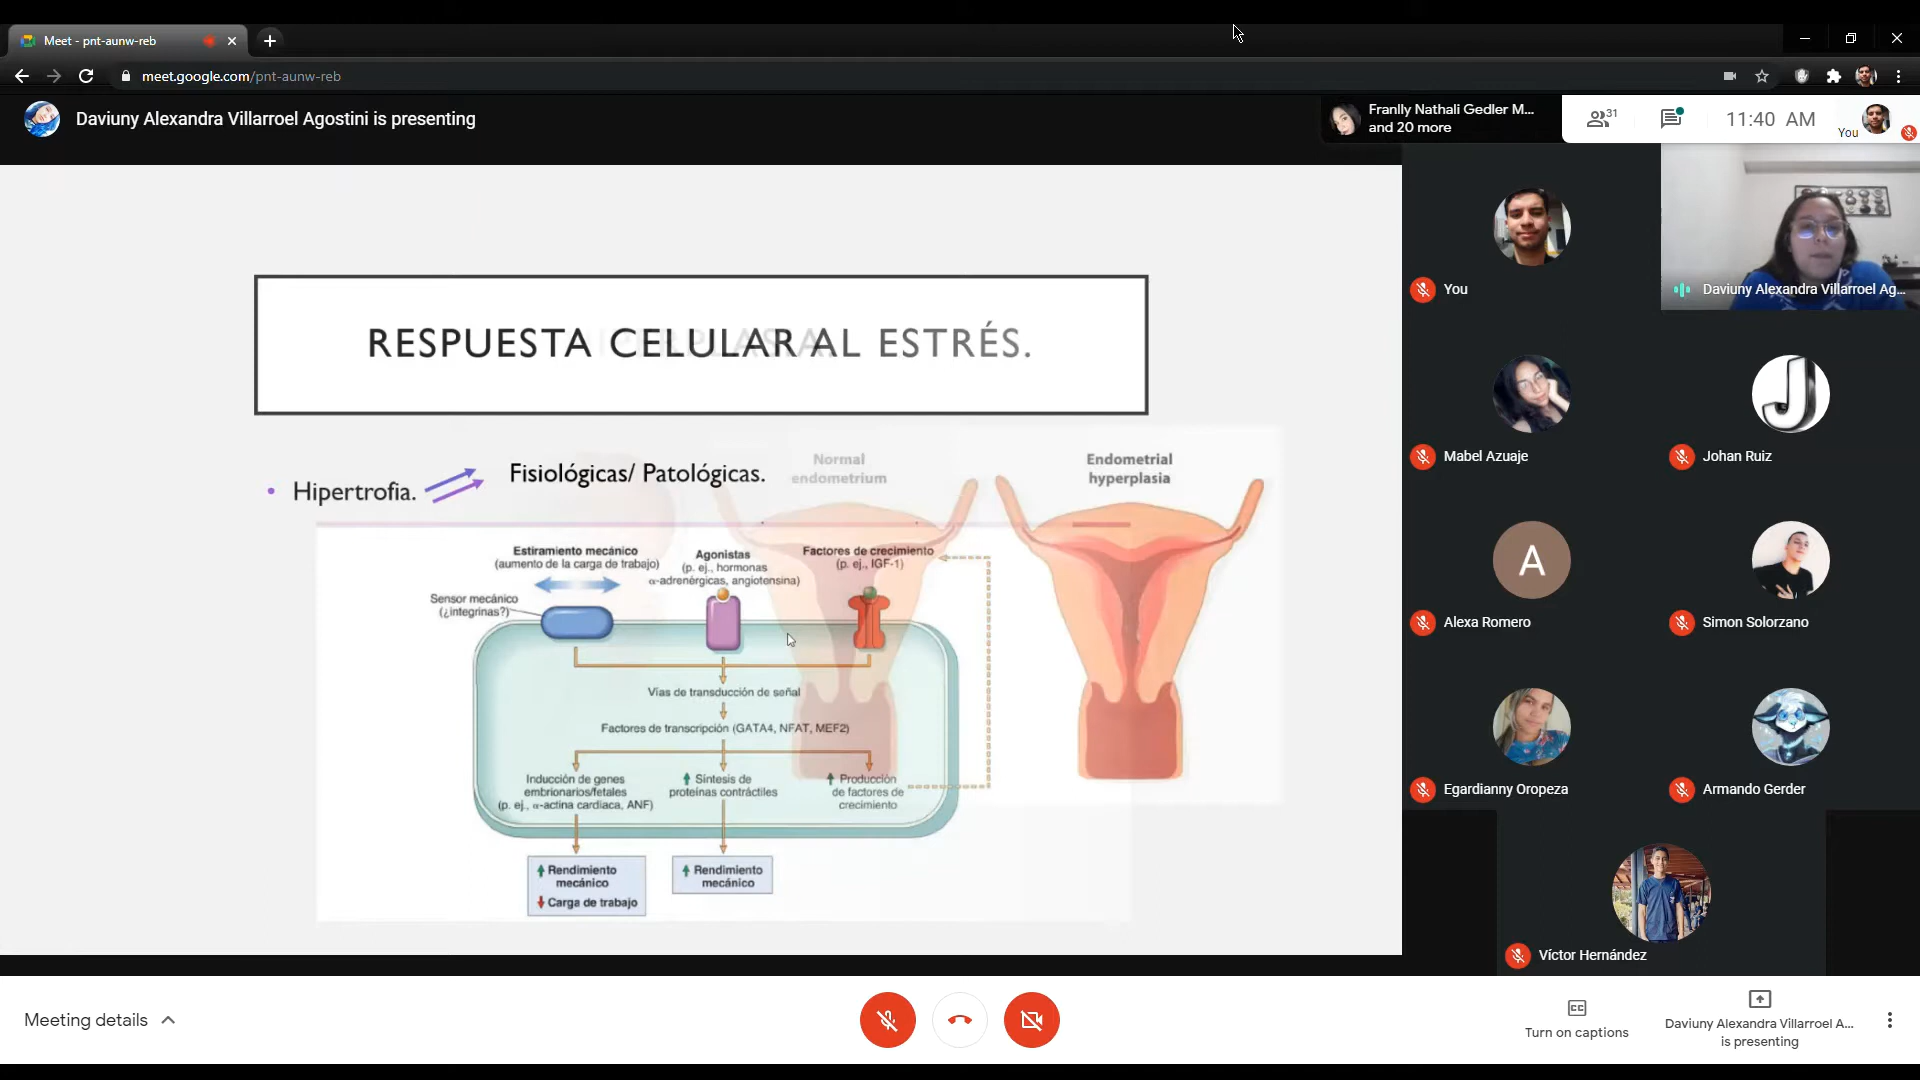 Meet - pnt-aunw-reb
meet.google.com/pnt-aunw-reb
Daviuny Alexandra Villarroel Agostini is presenting
Franlly Nathali Gedler M...
and 20 more
31
11:40 AM
You
RESPUESTA CELULAR AL ESTRÉS.
• Hipertrofia.
Fisiológicas/ Patológicas.
Normal
endometrium
Endometrial
hyperplasia
Estiramiento mecánico
(aumento de la carga de trabajo)
Agonistas
(p. ej., hormonas
α-adrenérgicas, angiotensina)
Factores de crecimiento
(p. ej., IGF-1)
Sensor mecánico
(¿integrinas?)
Vías de transducción de señal
Factores de transcripción (GATA4, NFAT, MEF2)
Inducción de genes
embrionarios/fetales
(p. ej., α-actina cardíaca, ANF)
Síntesis de
proteínas contráctiles
Producción
de factores de
crecimiento
Rendimiento
mecánico
Carga de trabajo
Rendimiento
mecánico
You
Daviuny Alexandra Villarroel Ag...
Mabel Azuaje
Johan Ruiz
A
J
Alexa Romero
Simon Solorzano
Egardianny Oropeza
Armando Gerder
Víctor Hernández
Meeting details
CC
Turn on captions
Daviuny Alexandra Villarroel A...
is presenting